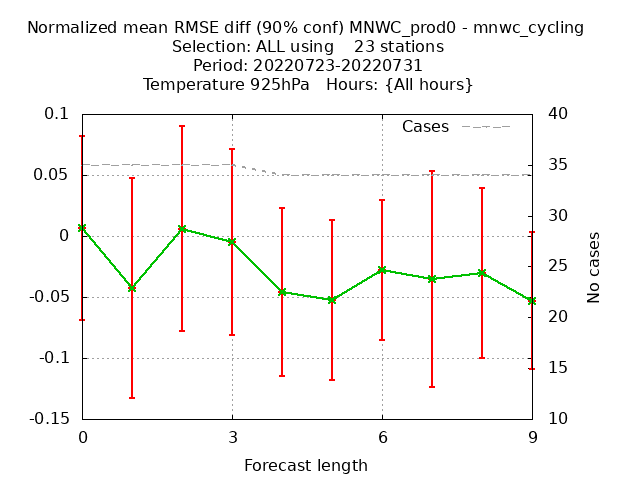 Normalized mean RMSE diff (90% conf) MNWC_prod0 - mnwc_cycling
Selection: ALL using    23 stations
Period: 20220723-20220731
Temperature 925hPa   Hours: {All hours}
Cases
0.1
0.05
0
-0.05
-0.1
-0.15
40
35
30
25
20
15
10
No cases
0 3 6 9
Forecast length